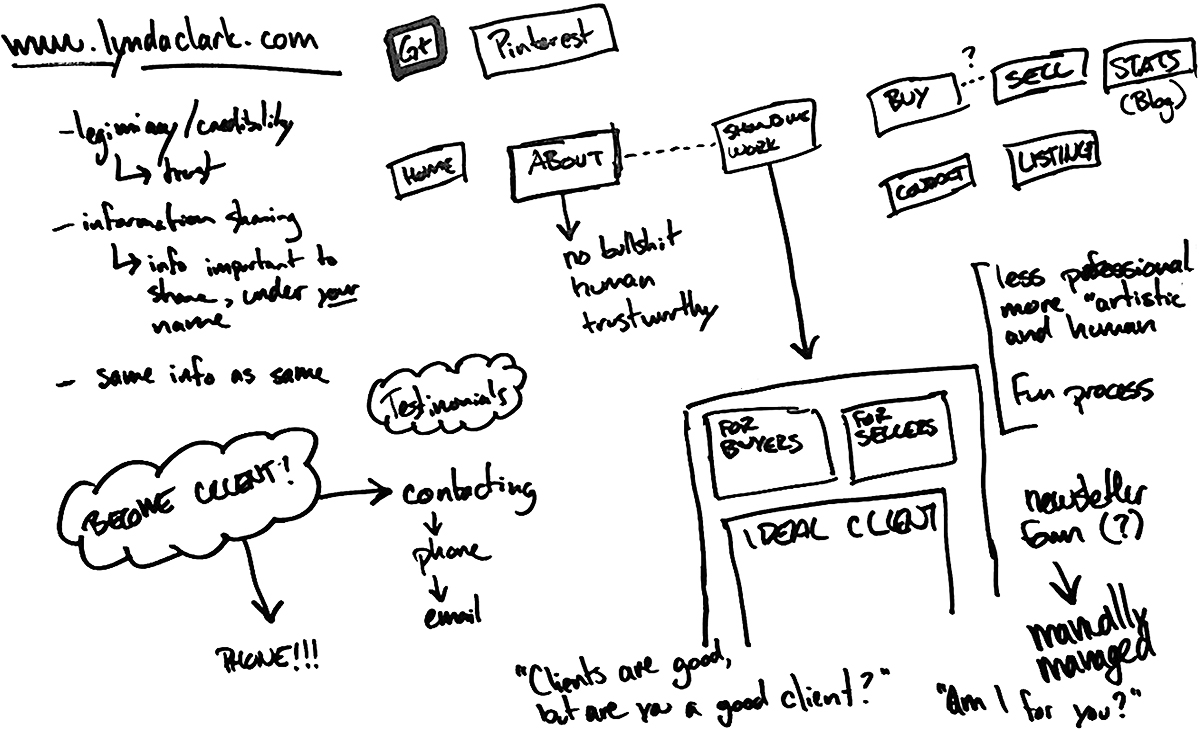 www.lyndaclark.com
G+
Pinterest
?
BUY
SELL
STATS
(Blog)
- legimiacy/credibility
↳ trust
HOME
ABOUT
WORK
CONTACT
LISTING
- information sharing
↳ info important to
share, under your
name
- same info as same
no bullshit
human
trustworthy
less professional
more "artistic
and human
Fun process
Testimonials
BECOME CLIENT!
contacting
phone
email
PHONE!!!
FOR
BUYERS
FOR
SELLERS
IDEAL CLIENT
newsletter
form (?)
manually
managed
"Clients are good,
but are you a good client?"
"Am I
for you?"